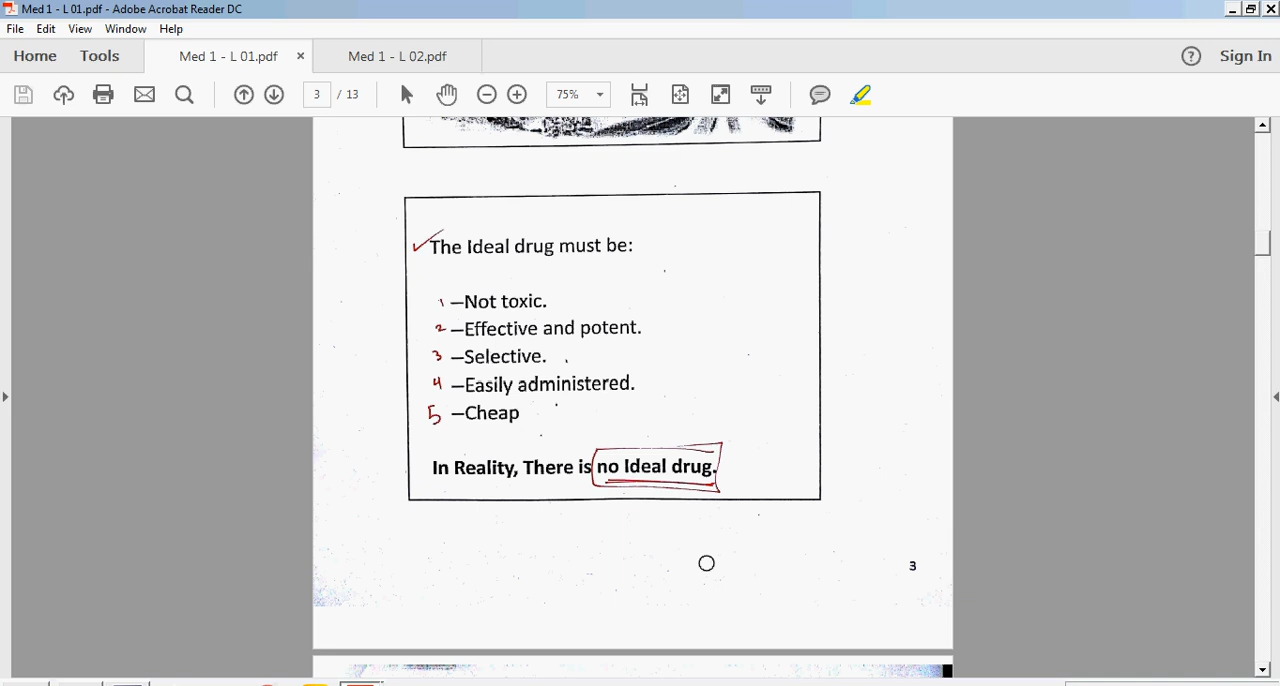 Med 1 - L 01.pdf - Adobe Acrobat Reader DC
File Edit View Window Help
Home Tools Med 1 - L 01.pdf × Med 1 - L 02.pdf ? Sign In
3 / 13 75%
The Ideal drug must be:
1 –Not toxic.
2 –Effective and potent.
3 –Selective.
4 –Easily administered.
5 –Cheap
In Reality, There is no Ideal drug.
3